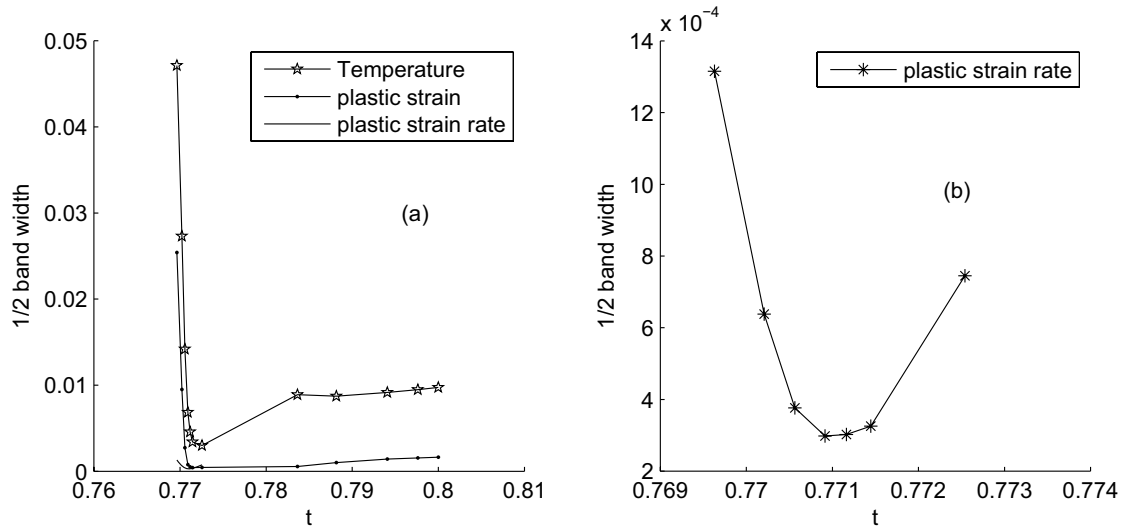 0.05
0.04
0.03
0.02
0.01
0
0.76
0.77
0.78
0.79
0.8
0.81
t
1/2 band width
Temperature
plastic strain
plastic strain rate
(a)
x 10⁻⁴
14
12
10
8
6
4
2
0.769
0.77
0.771
0.772
0.773
0.774
t
1/2 band width
plastic strain rate
(b)